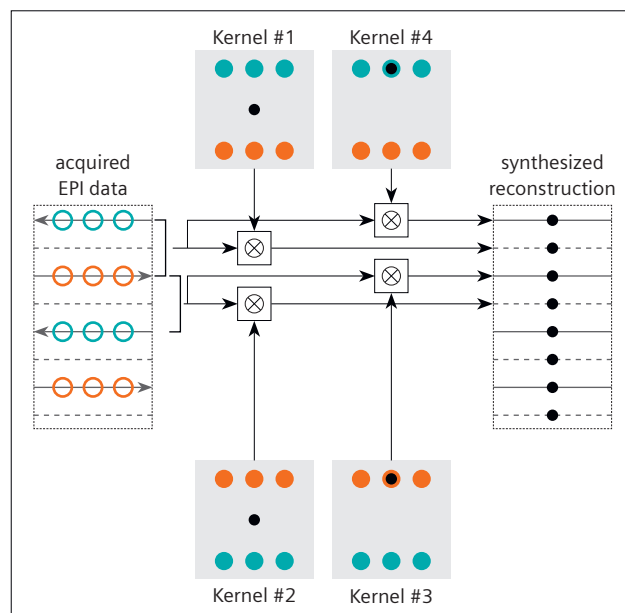 Kernel #1
Kernel #4
acquired
EPI data
synthesized
reconstruction
Kernel #2
Kernel #3